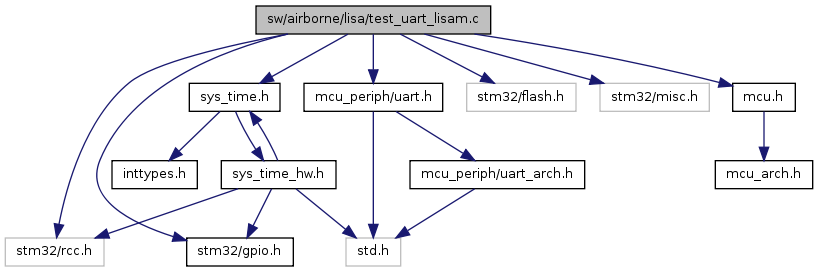 sw/airborne/lisa/test_uart_lisam.c
sys_time.h
mcu_periph/uart.h
stm32/flash.h
stm32/misc.h
mcu.h
inttypes.h
sys_time_hw.h
mcu_periph/uart_arch.h
mcu_arch.h
stm32/rcc.h
stm32/gpio.h
std.h